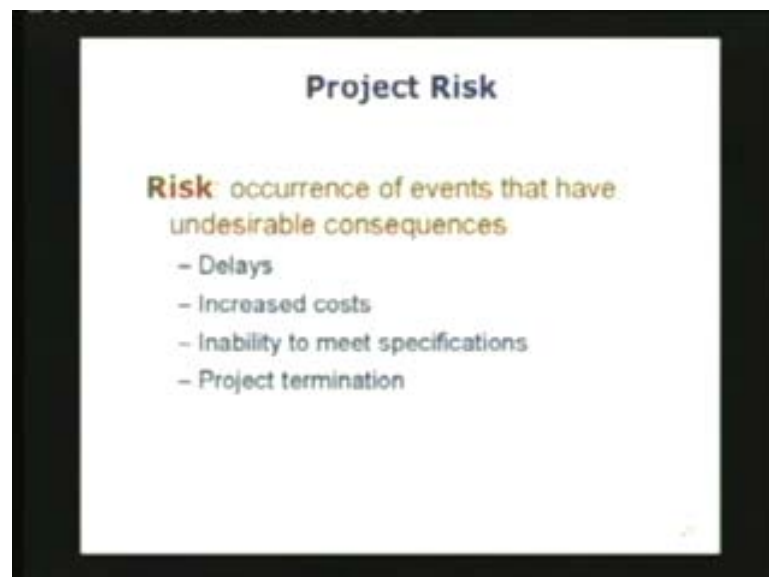 Project Risk
Risk: occurrence of events that have
undesirable consequences
– Delays
– Increased costs
– Inability to meet specifications
– Project termination